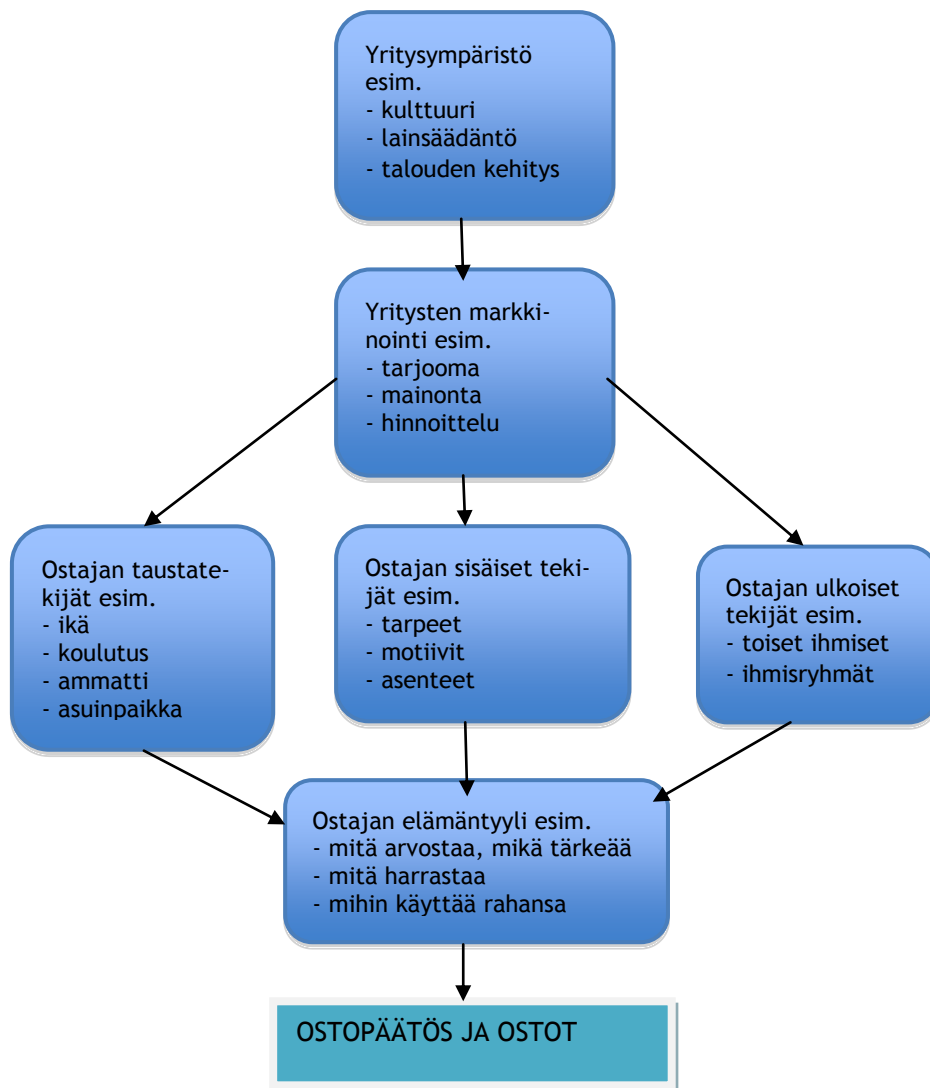 Yritysympäristö
esim.
- kulttuuri
- lainsäädäntö
- talouden kehitys
Yritysten markki-
nointi esim.
- tarjooma
- mainonta
- hinnoittelu
Ostajan taustate-
kijät esim.
- ikä
- koulutus
- ammatti
- asuinpaikka
Ostajan sisäiset teki-
jät esim.
- tarpeet
- motiivit
- asenteet
Ostajan ulkoiset
tekijät esim.
- toiset ihmiset
- ihmisryhmät
Ostajan elämäntyyli esim.
- mitä arvostaa, mikä tärkeää
- mitä harrastaa
- mihin käyttää rahansa
OSTOPÄÄTÖS JA OSTOT